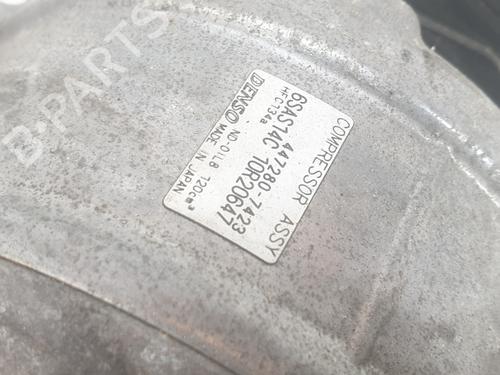 COMPRESSOR ASSY
447280-7423
6SAS14C 10R20647
HFC134a
ND-OIL8 120cm³
DENSO MADE IN JAPAN
B-PARTS